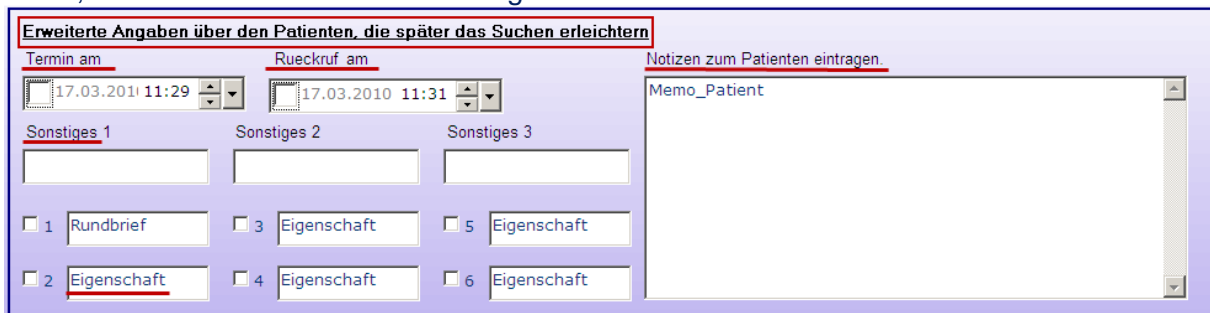 Erweiterte Angaben über den Patienten, die später das Suchen erleichtern
Termin am Rueckruf am Notizen zum Patienten eintragen.
17.03.201 11:29 17.03.2010 11:31 Memo_Patient
Sonstiges 1 Sonstiges 2 Sonstiges 3
1 Rundbrief 3 Eigenschaft 5 Eigenschaft
2 Eigenschaft 4 Eigenschaft 6 Eigenschaft